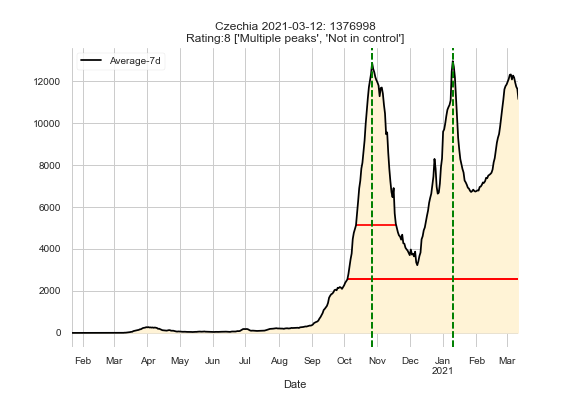 Czechia 2021-03-12: 1376998
Rating:8 ['Multiple peaks', 'Not in control']
Average-7d
12000
10000
8000
6000
4000
2000
0
Feb Mar Apr May Jun Jul Aug Sep Oct Nov Dec Jan Feb Mar
2021
Date